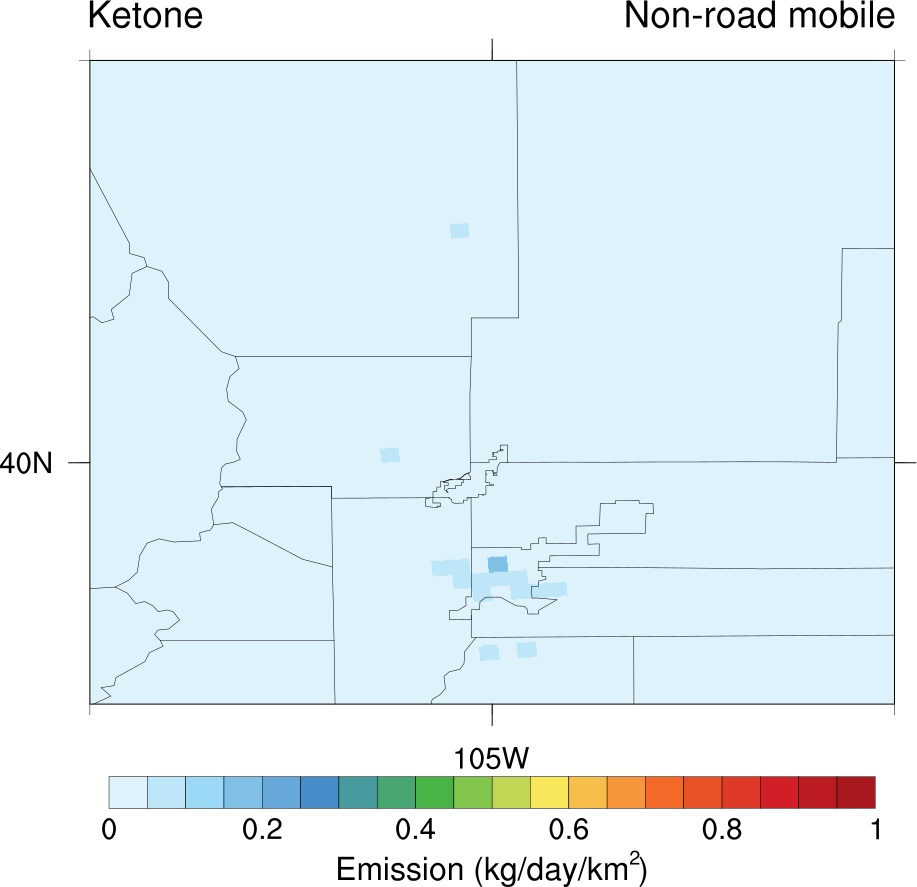 Ketone Non-road mobile
40N
105W
0 0.2 0.4 0.6 0.8 1
Emission (kg/day/km²)